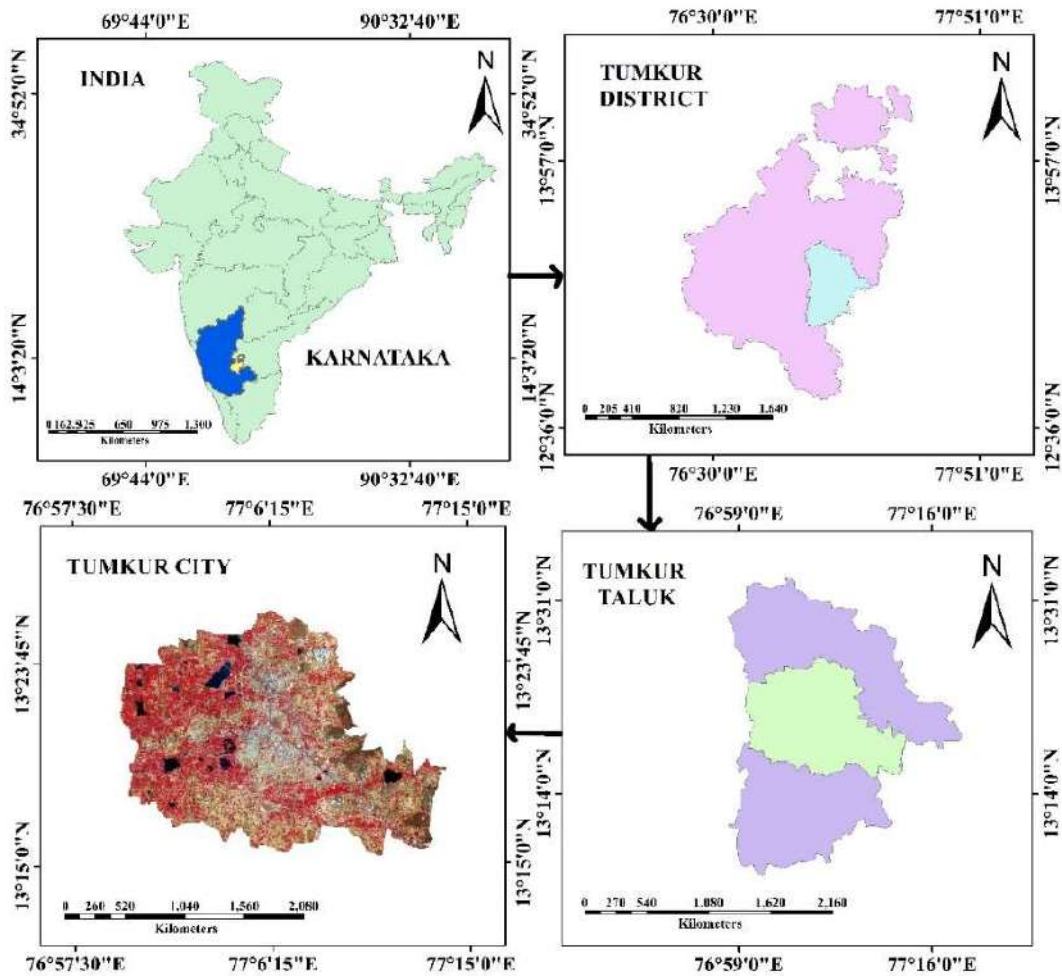 69°44'0"E 90°32'40"E
INDIA
N
34°52'0"N
34°52'0"N
14°3'20"N
14°3'20"N
KARNATAKA
0 162.5325 650 975 1,300
Kilometers
69°44'0"E 90°32'40"E
76°30'0"E 77°51'0"E
TUMKUR
DISTRICT
N
13°57'0"N
13°57'0"N
12°36'0"N
12°36'0"N
0 205 410 820 1,230 1,640
Kilometers
76°30'0"E 77°51'0"E
76°57'30"E 77°6'15"E 77°15'0"E
TUMKUR CITY
N
13°23'45"N
13°23'45"N
13°15'0"N
13°15'0"N
0 260 520 1,040 1,560 2,080
Kilometers
76°57'30"E 77°6'15"E 77°15'0"E
76°59'0"E 77°16'0"E
TUMKUR
TALUK
N
13°31'0"N
13°31'0"N
13°14'0"N
13°14'0"N
0 270 540 1,080 1,620 2,160
Kilometers
76°59'0"E 77°16'0"E